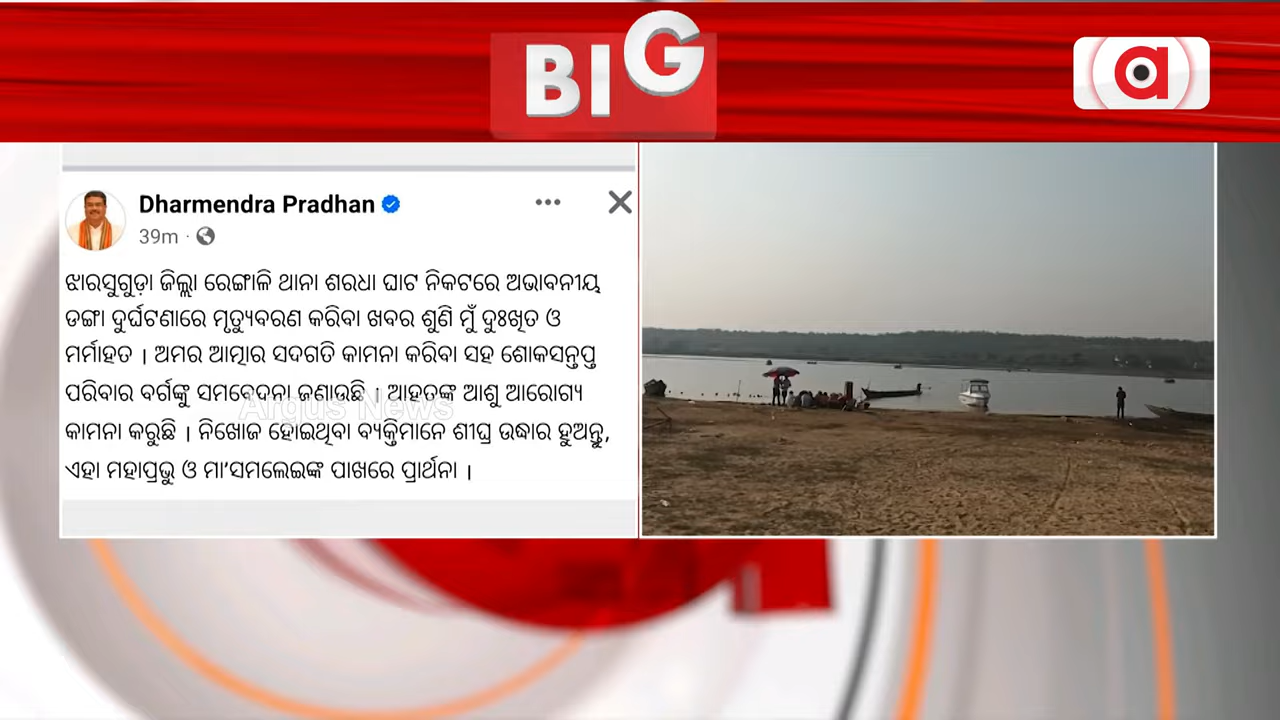 BIG
a
Dharmendra Pradhan
39m ·
ଝାରସୁଗୁଡ଼ା ଜିଲ୍ଲା ରେଙ୍ଗାଳି ଥାନା ଶରଧା ଘାଟ ନିକଟରେ ଅଭାବନୀୟ
ଡଙ୍ଗା ଦୁର୍ଘଟଣାରେ ମୃତ୍ୟୁବରଣ କରିବା ଖବର ଶୁଣି ମୁଁ ଦୁଃଖିତ ଓ
ମର୍ମାହତ । ଅମର ଆତ୍ମାର ସଦଗତି କାମନା କରିବା ସହ ଶୋକସନ୍ତପ୍ତ
ପରିବାର ବର୍ଗଙ୍କୁ ସମବେଦନା ଜଣାଉଛି । ଆହତଙ୍କ ଆଶୁ ଆରୋଗ୍ୟ
Argus News
କାମନା କରୁଛି । ନିଖୋଜ ହୋଇଥିବା ବ୍ୟକ୍ତିମାନେ ଶୀଘ୍ର ଉଦ୍ଧାର ହୁଅନ୍ତୁ,
ଏହା ମହାପ୍ରଭୁ ଓ ମା'ସମଲେଇଙ୍କ ପାଖରେ ପ୍ରାର୍ଥନା ।